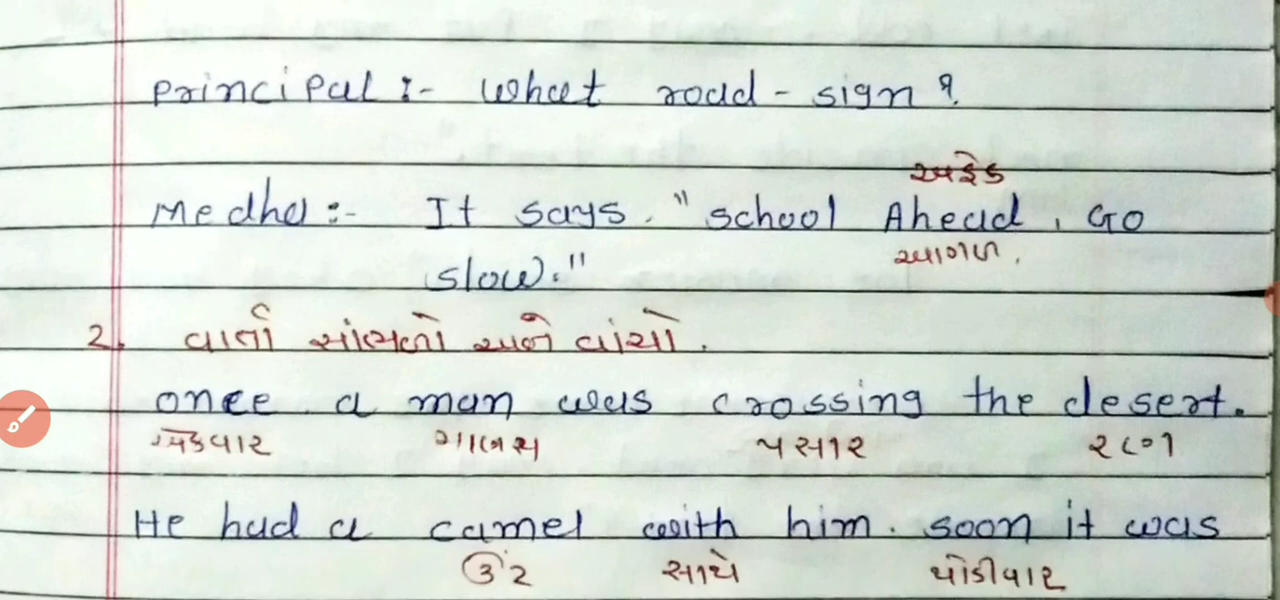 Principal :- What road - sign ?
અહેડ
Medha :- It says. "School Ahead, Go
આગળ.
slow."
2. વાર્તા સાંભળો અને વાંચો.
once a man was crossing the desert.
એકવાર માણસ પસાર રણ
He had a camel with him. soon it was
ઊંટ સાથે થોડીવાર